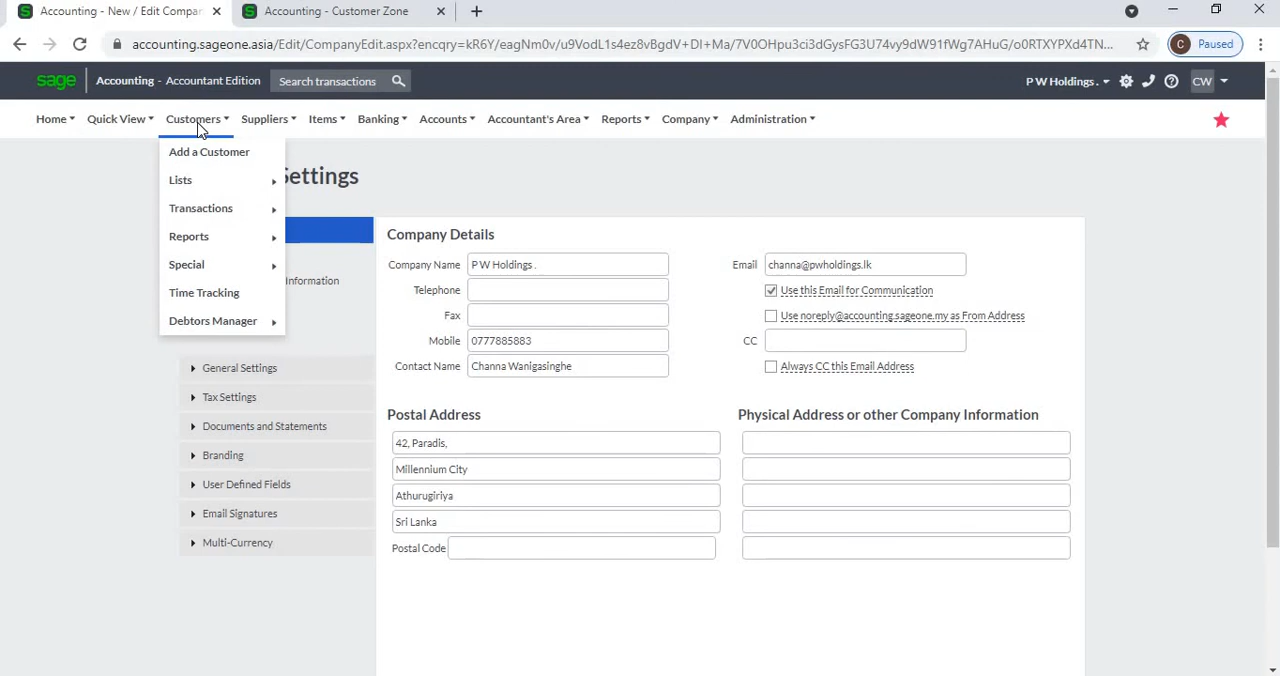 Accounting - New / Edit Compa
Accounting - Customer Zone
accounting.sageone.asia/Edit/CompanyEdit.aspx?encqry=kR6Y/eagNm0v/u9VodL1s4ez8vBgdV+DI+Ma/7V0OHpu3ci3dGysFG3U74vy9dW91fWg7AHuG/o0RTXYPXd4TN...
C Paused
sage Accounting - Accountant Edition Search transactions P W Holdings . CW
Home Quick View Customers Suppliers Items Banking Accounts Accountant's Area Reports Company Administration
Add a Customer
Lists
Transactions
Reports
Special
Time Tracking
Debtors Manager
Settings
Information
General Settings
Tax Settings
Documents and Statements
Branding
User Defined Fields
Email Signatures
Multi-Currency
Company Details
Company Name P W Holdings .
Telephone
Fax
Mobile 0777885883
Contact Name Channa Wanigasinghe
Email channa@pwholdings.lk
Use this Email for Communication
Use noreply@accounting.sageone.my as From Address
CC
Always CC this Email Address
Postal Address
42, Paradis,
Millennium City
Athurugiriya
Sri Lanka
Postal Code
Physical Address or other Company Information